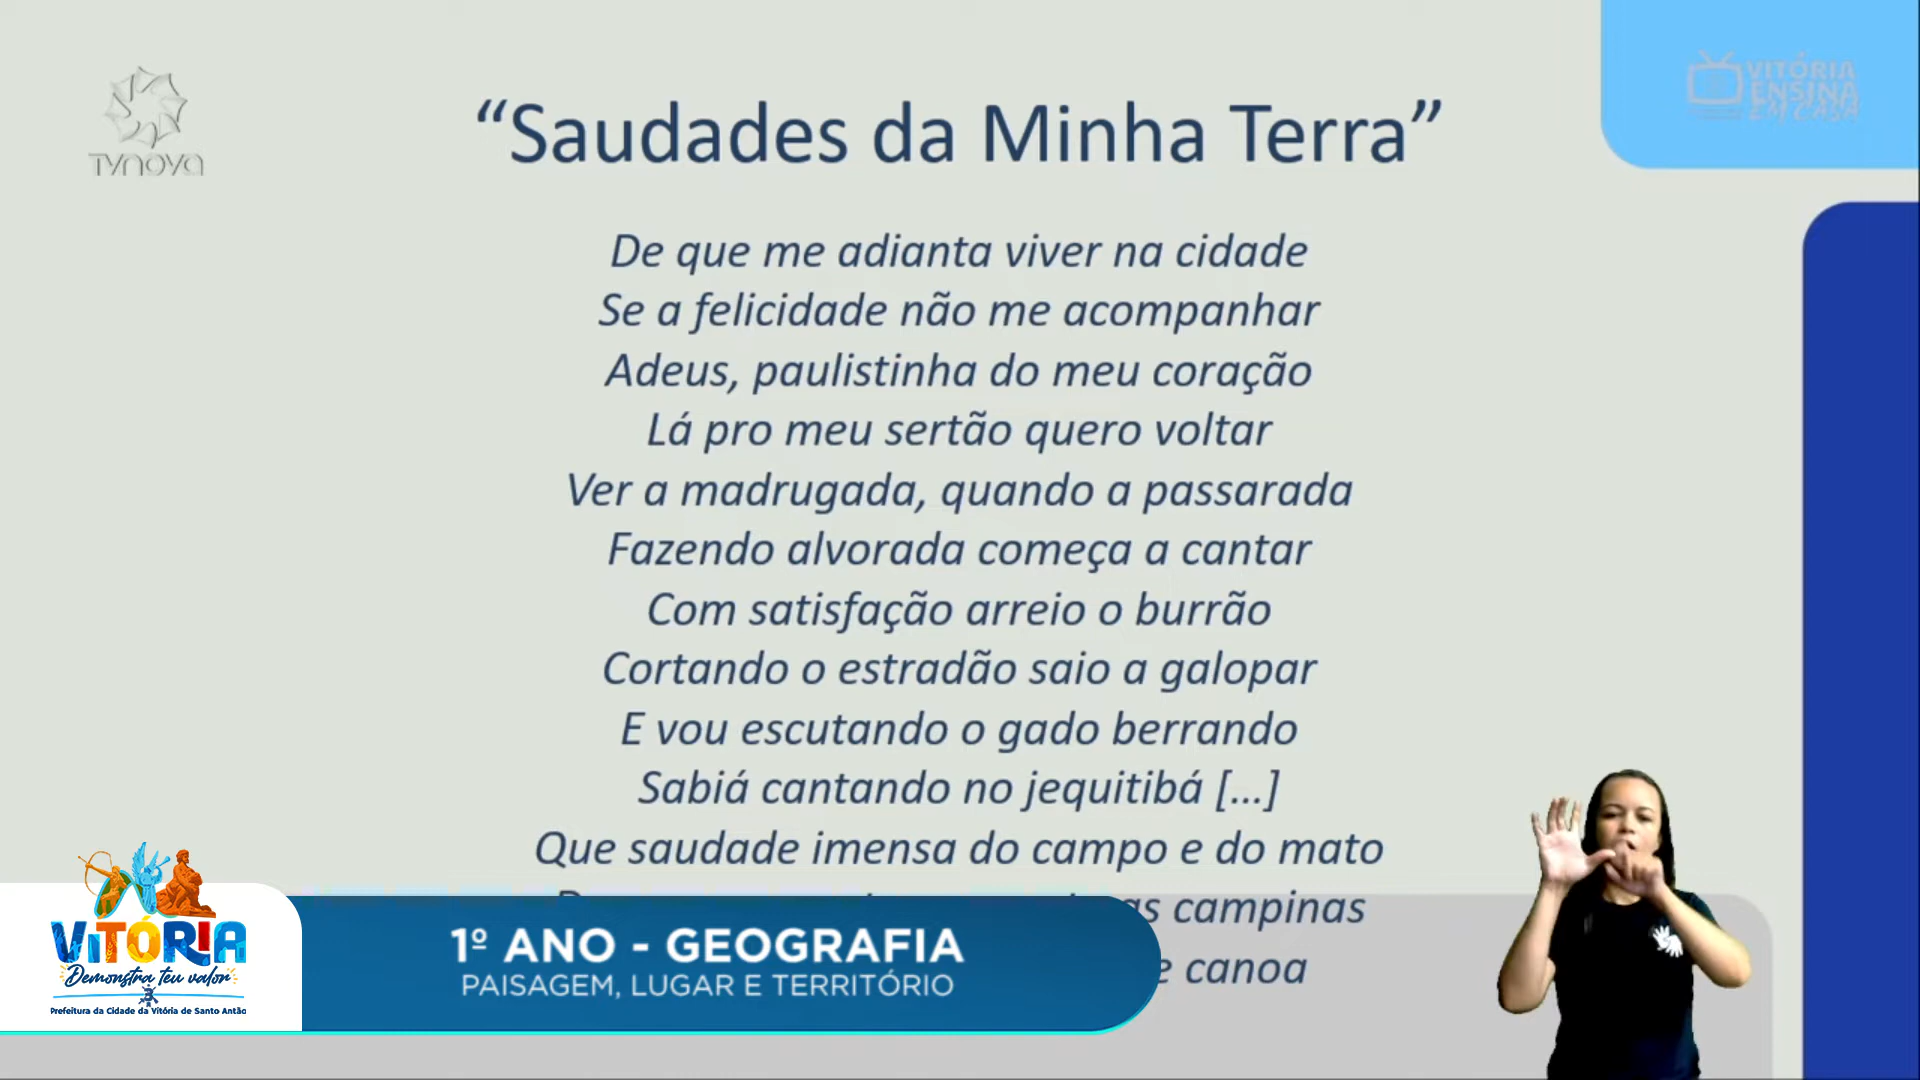 TVNOVA
VITÓRIA
ENSINA
EM CASA
“Saudades da Minha Terra”
De que me adianta viver na cidade
Se a felicidade não me acompanhar
Adeus, paulistinha do meu coração
Lá pro meu sertão quero voltar
Ver a madrugada, quando a passarada
Fazendo alvorada começa a cantar
Com satisfação arreio o burrão
Cortando o estradão saio a galopar
E vou escutando o gado berrando
Sabiá cantando no jequitibá [...]
Que saudade imensa do campo e do mato
campinas
canoa
1º ANO - GEOGRAFIA
PAISAGEM, LUGAR E TERRITÓRIO
VITÓRIA
Demonstra teu valor
Prefeitura da Cidade da Vitória de Santo Antão